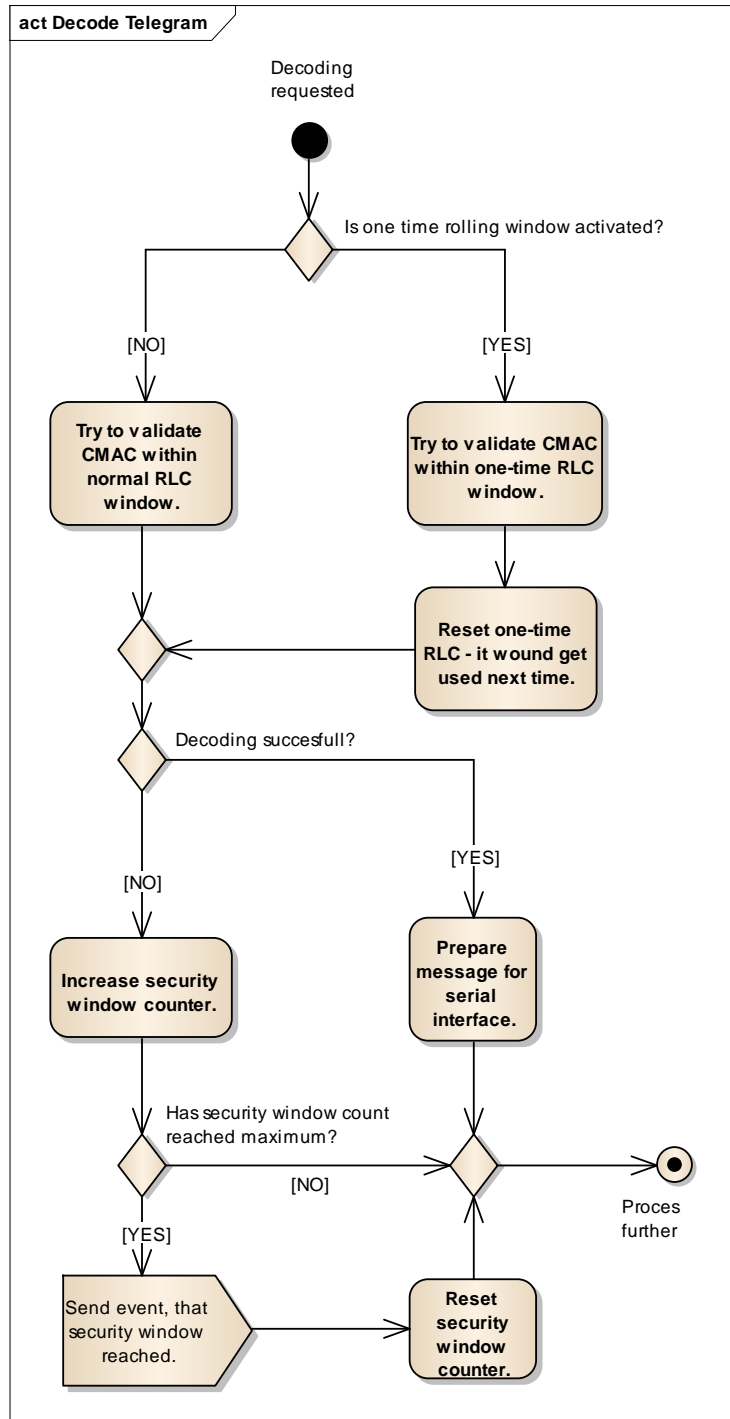 act Decode Telegram
Decoding
requested
Is one time rolling window activated?
[NO]
[YES]
Try to validate
CMAC within
normal RLC
window.
Try to validate CMAC
within one-time RLC
window.
Reset one-time
RLC - it wound get
used next time.
Decoding succesfull?
[YES]
[NO]
Prepare
message for
serial
interface.
Increase security
window counter.
Has security window count
reached maximum?
[NO]
Proces
further
[YES]
Send event, that
security window
reached.
Reset
security
window
counter.